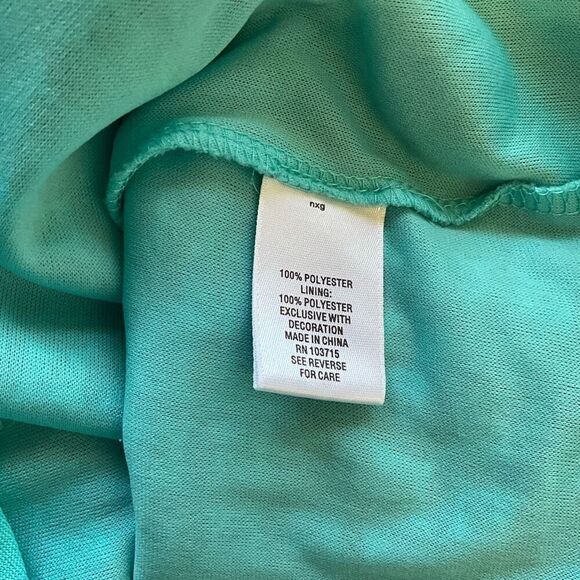 nxg
100% POLYESTER
LINING:
100% POLYESTER
EXCLUSIVE WITH
DECORATION
MADE IN CHINA
RN 103715
SEE REVERSE
FOR CARE